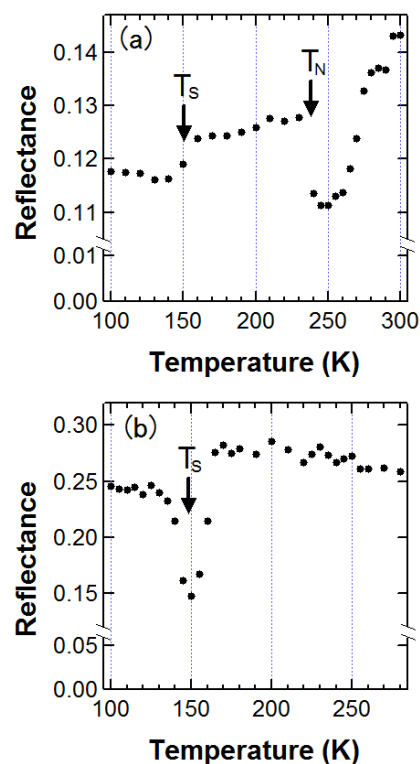 (a)
0.14
T_S
T_N
0.13
0.12
0.11
0.01
0.00
Reflectance
100 150 200 250 300
Temperature (K)
(b)
0.30
T_S
0.25
0.20
0.15
0.05
0.00
Reflectance
100 150 200 250
Temperature (K)